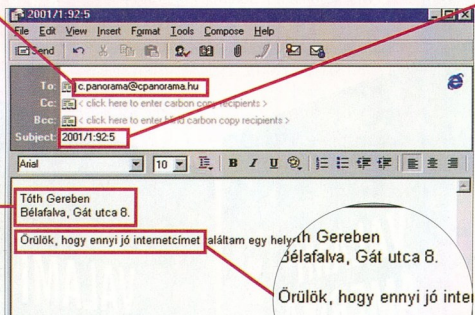 2001/1:92:5
File Edit View Insert Format Tools Compose Help
Send
To: c.panorama@cpanorama.hu
Cc: < click here to enter carbon copy recipients >
Bcc: < click here to enter blind carbon copy recipients >
Subject: 2001/1:92:5
Arial 10 B I U
Tóth Gereben
Bélafalva, Gát utca 8.
Örülök, hogy ennyi jó internetcímet találtam egy hely
th Gereben
Bélafalva, Gát utca 8.
Örülök, hogy ennyi jó inte